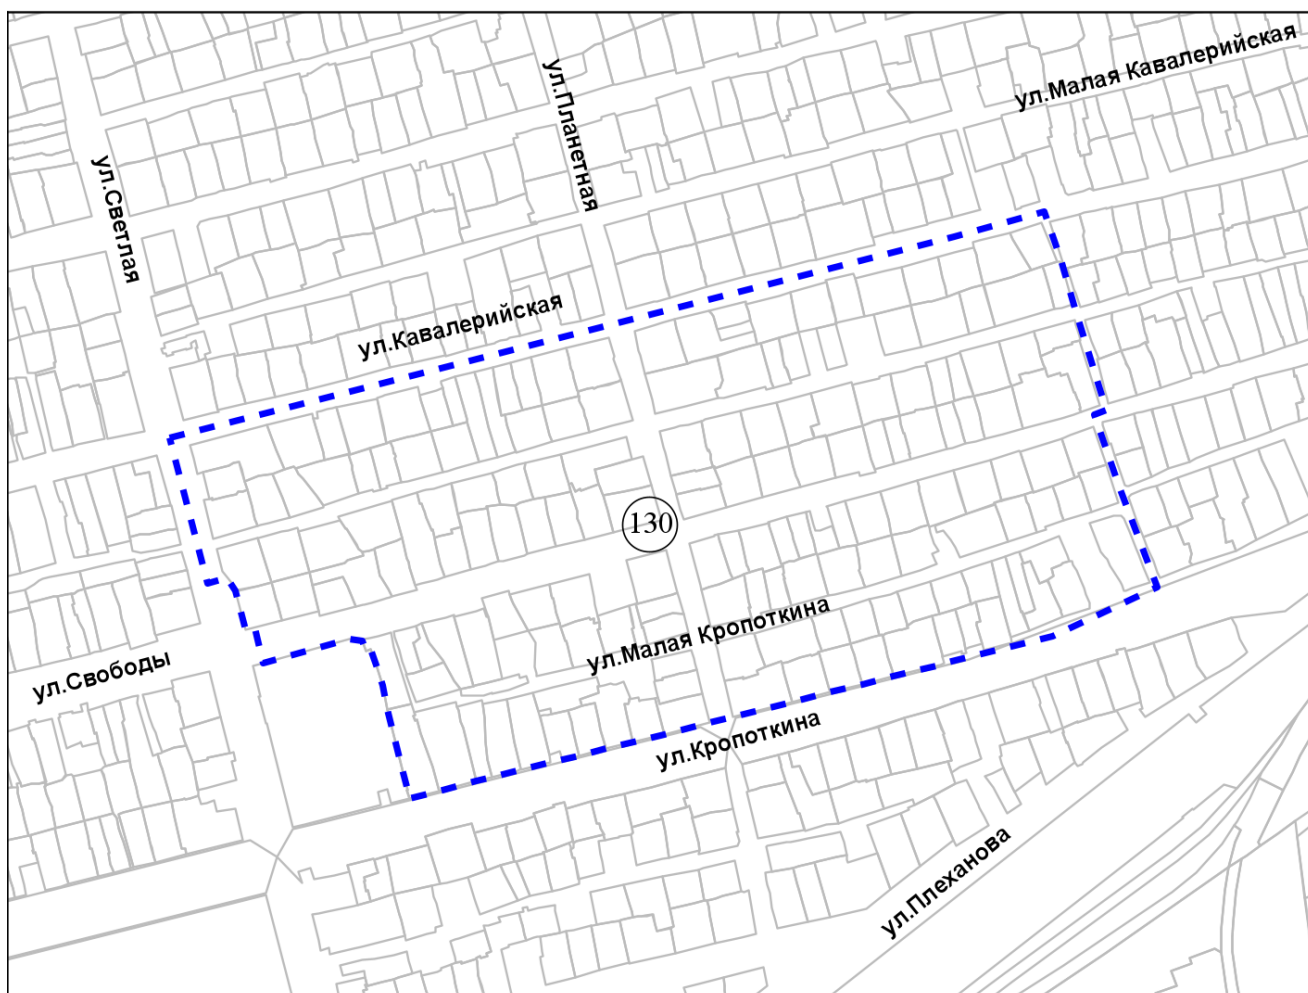 ул.Малая Кавалерийская
ул.Планетная
ул.Светлая
ул.Кавалерийская
130
ул.Малая Кропоткина
ул.Свободы
ул.Кропоткина
ул.Плеханова